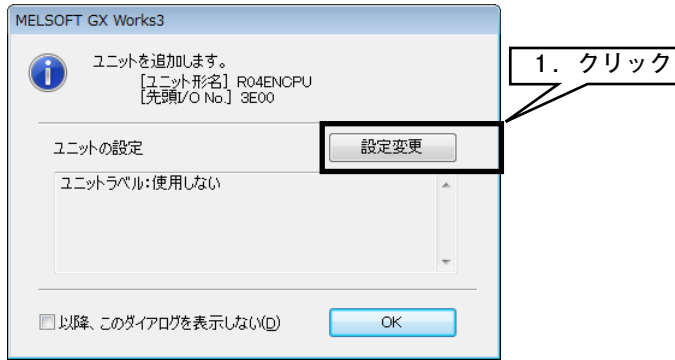 MELSOFT GX Works3
ユニットを追加します。
[ユニット形名] R04ENCPU
[先頭I/O No.] 3E00
1．クリック
ユニットの設定
設定変更
ユニットラベル:使用しない
以降、このダイアログを表示しない(D)
OK